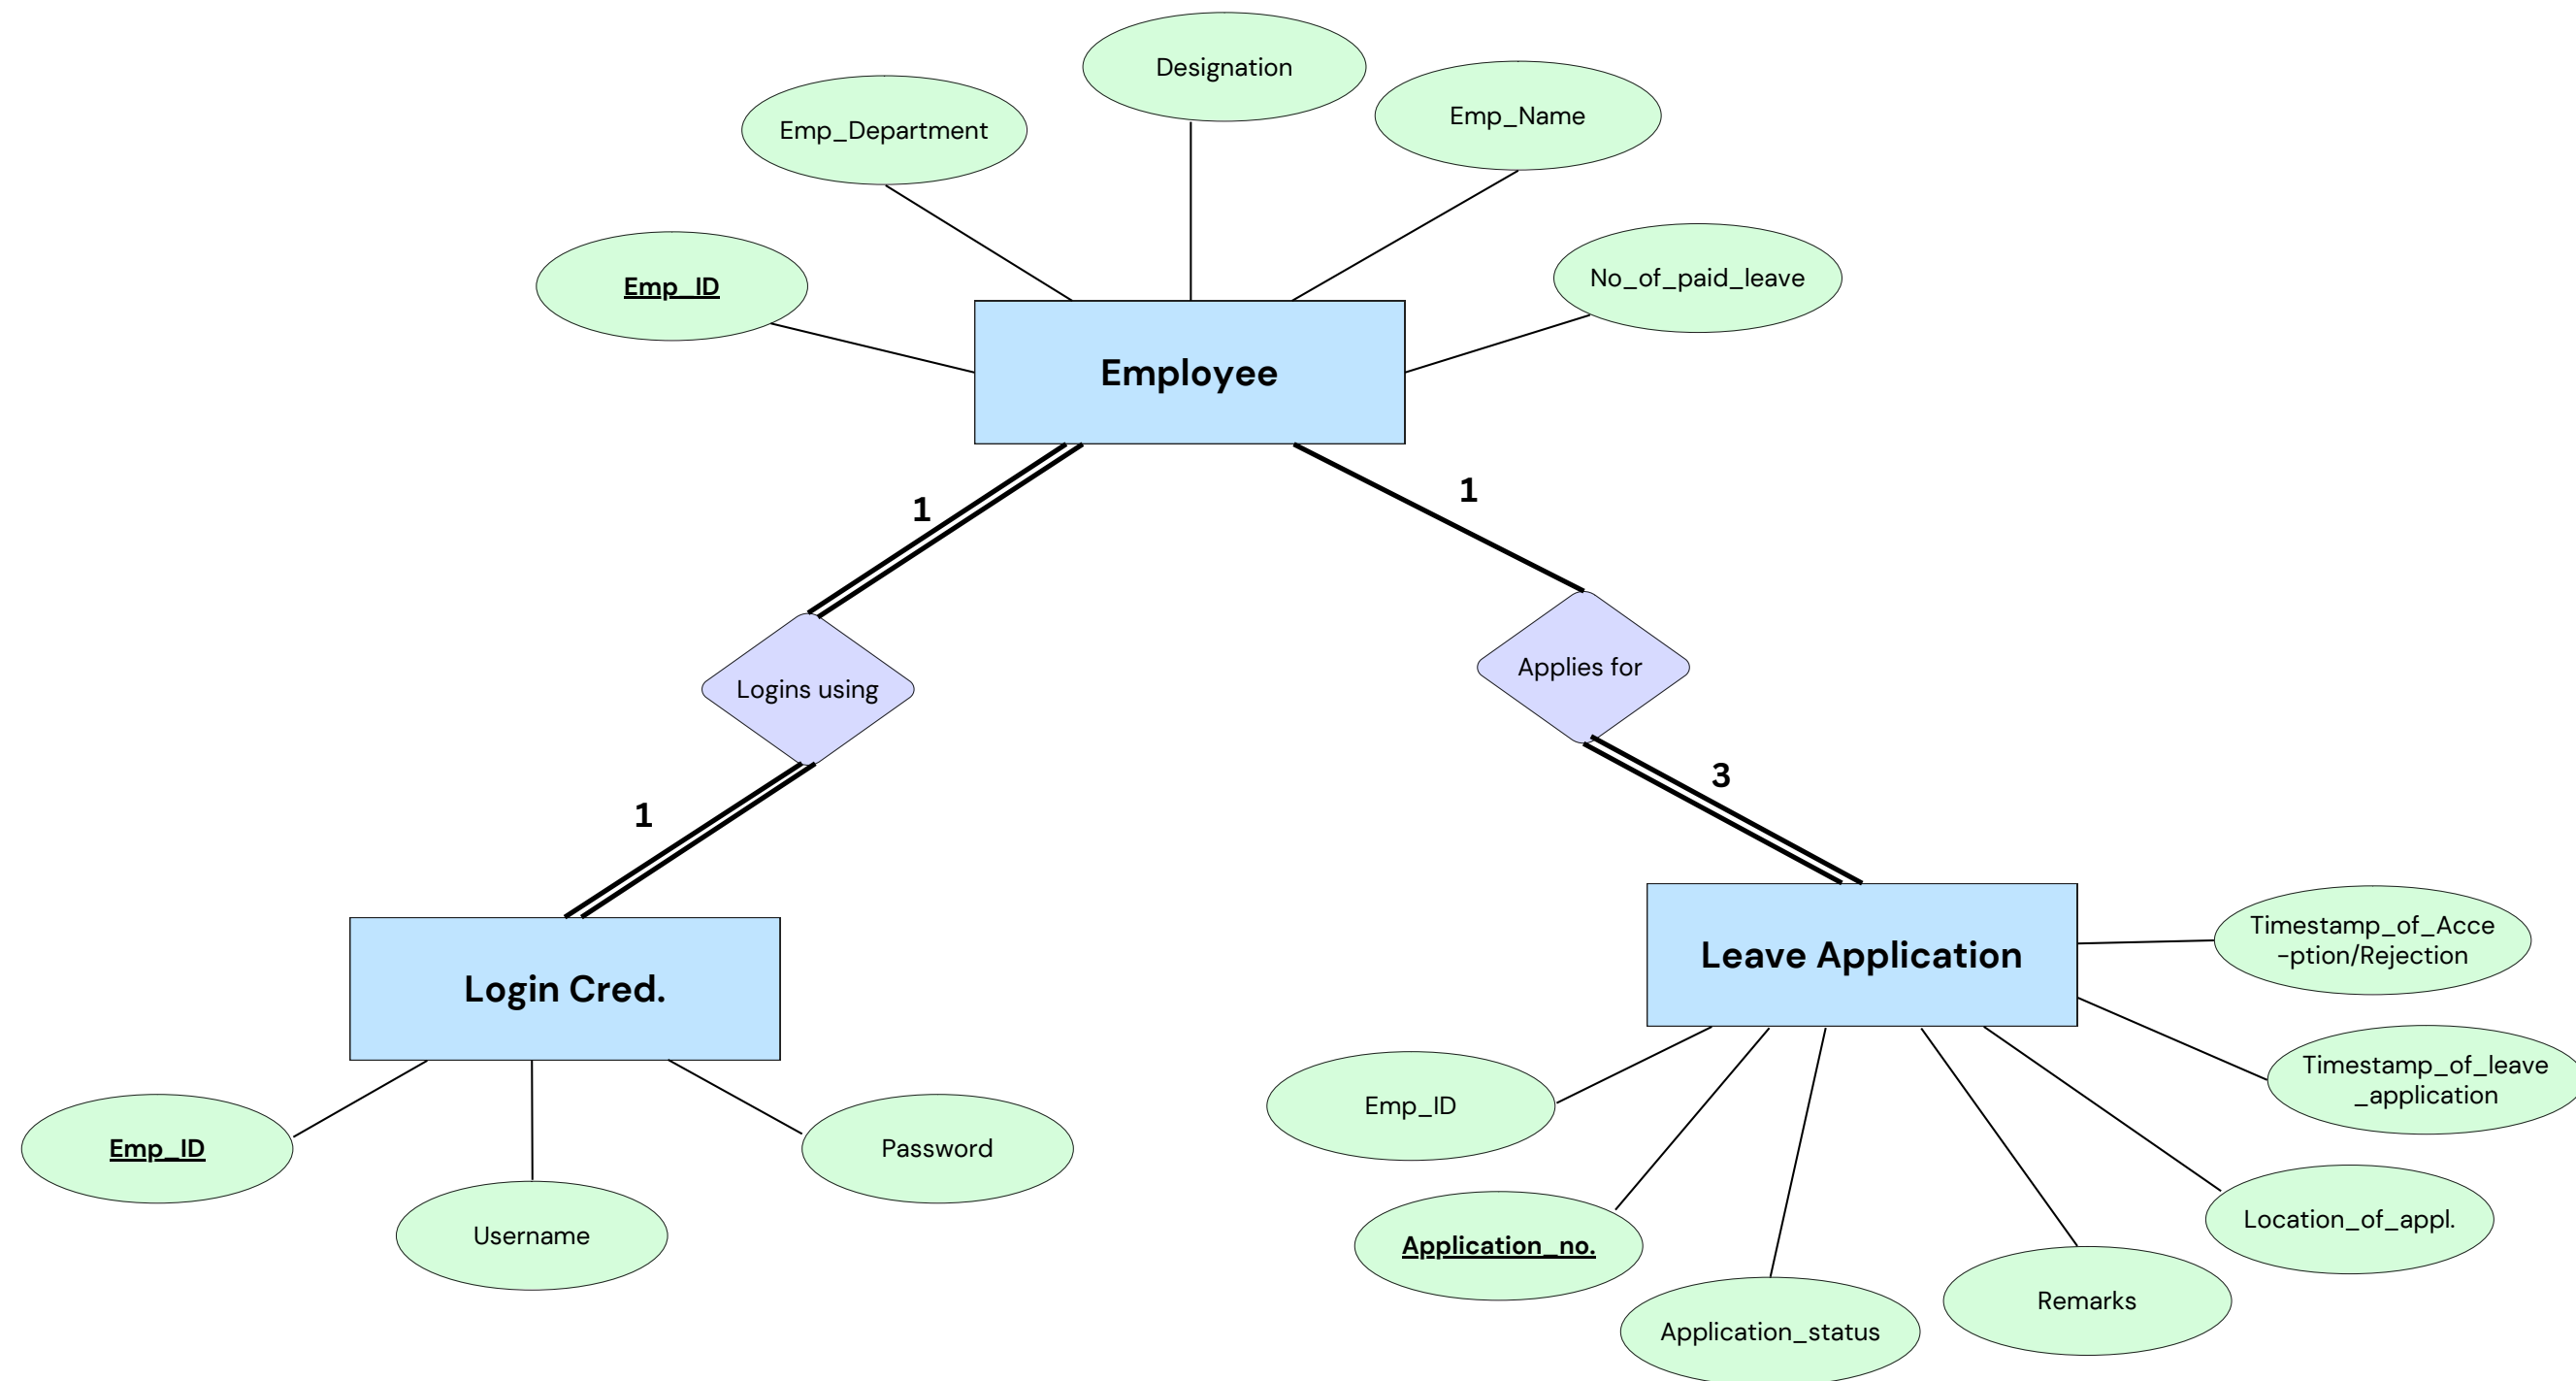 Designation
Emp_Name
Emp_Department
No_of_paid_leave
Emp_ID
Employee
1
1
Logins using
Applies for
1
3
Login Cred.
Leave Application
Timestamp_of_Acce
-ption/Rejection
Timestamp_of_leave
_application
Emp_ID
Emp_ID
Username
Password
Application_no.
Application_status
Remarks
Location_of_appl.